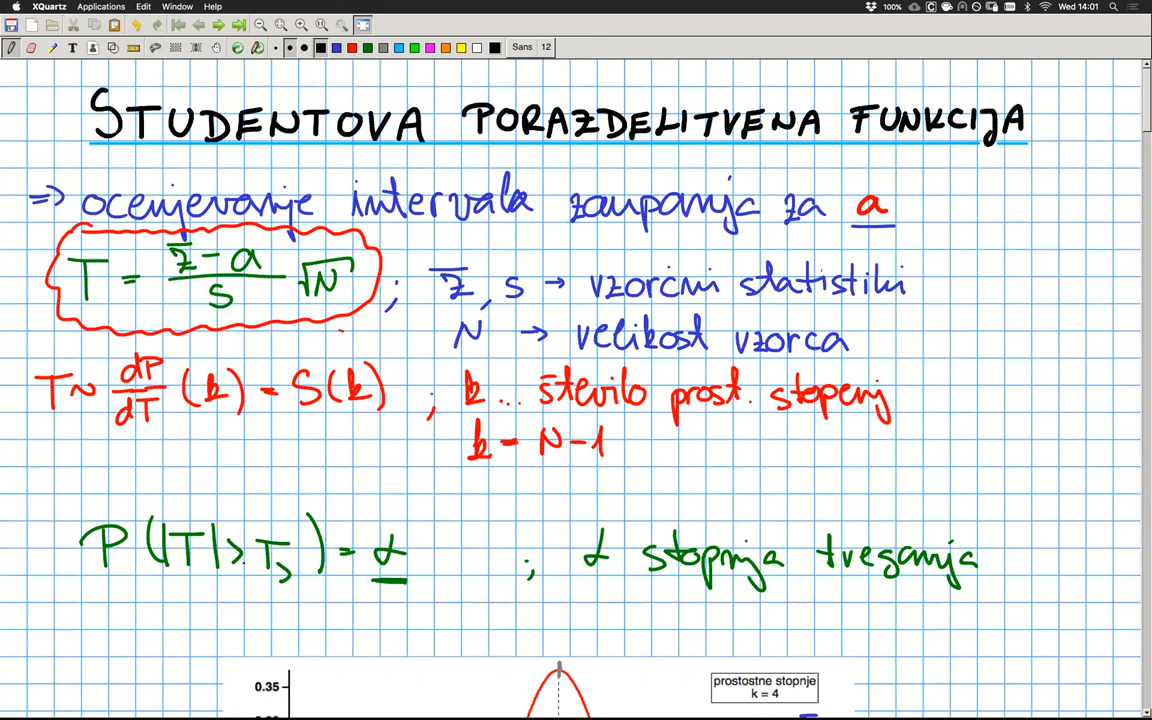 XQuartz Applications Edit Window Help 100% Wed 14:01
Sans 12
STUDENTOVA PORAZDELITVENA FUNKCIJA
⇒ ocenjevanje intervala zaupanja za a
T = (z̅ - a)/s √N ; z̅, s → vzorčni statistiki
N → velikost vzorca
T ~ dP/dT (k) = S(k) ; k ... število prost. stopenj
k = N-1
P(|T| > Ts) = α ; α stopnja tveganja
0.35
prostostne stopnje
k = 4